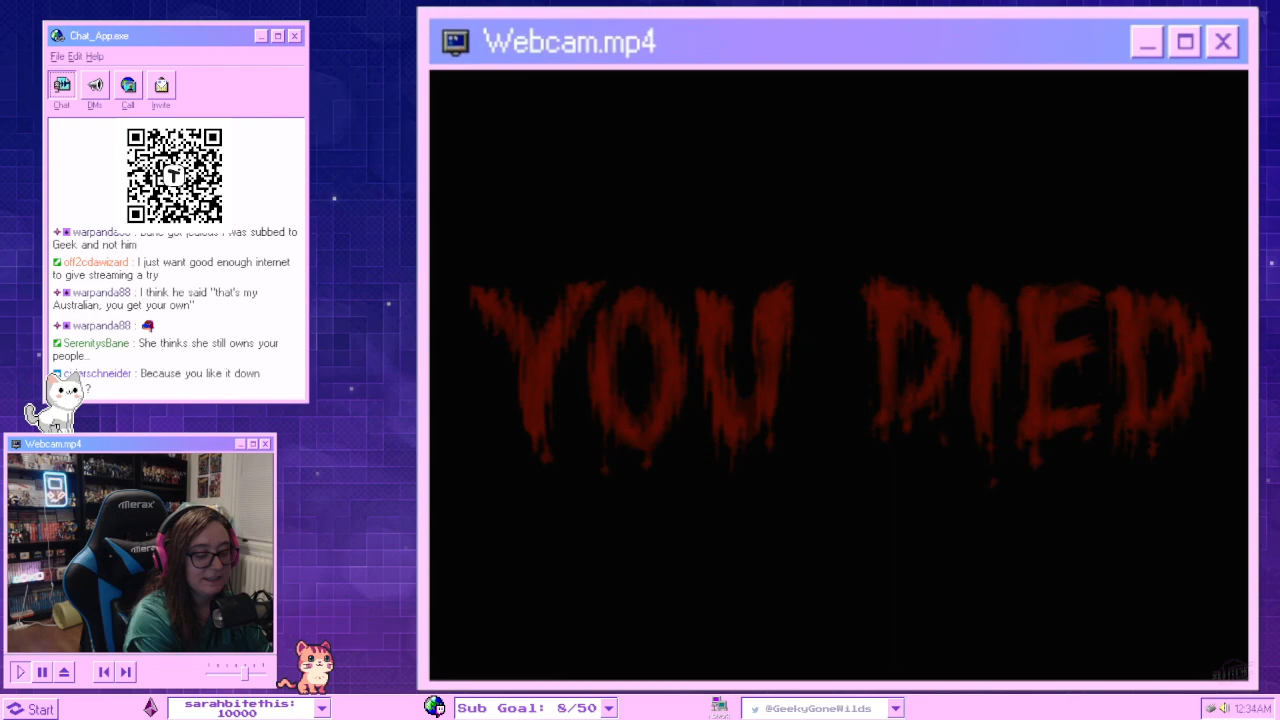 Chat_App.exe
File Edit Help
Chat DMs Call Invite
T
Geek and not him
off2cdawizard : I just want good enough internet
to give streaming a try
warpanda88 : I think he said "that's my
Australian, you get your own"
warpanda88 :
SerenitysBane : She thinks she still owns your
people..
: Because you like it down
?
Webcam.mp4
merax
Webcam.mp4
YOU DIED
Start
sarahbitethis:
10000
Sub Goal: 8/50
@GeekyGoneWilds
12:34AM